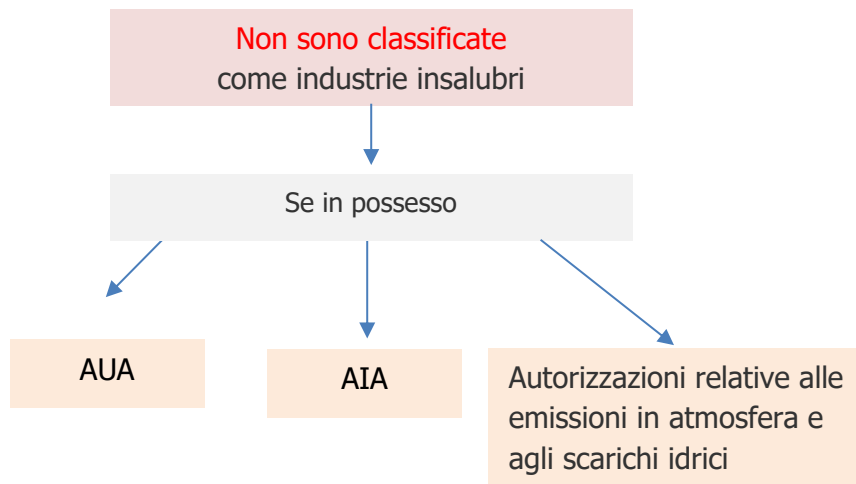 Non sono classificate
come industrie insalubri
Se in possesso
AUA
AIA
Autorizzazioni relative alle
emissioni in atmosfera e
agli scarichi idrici